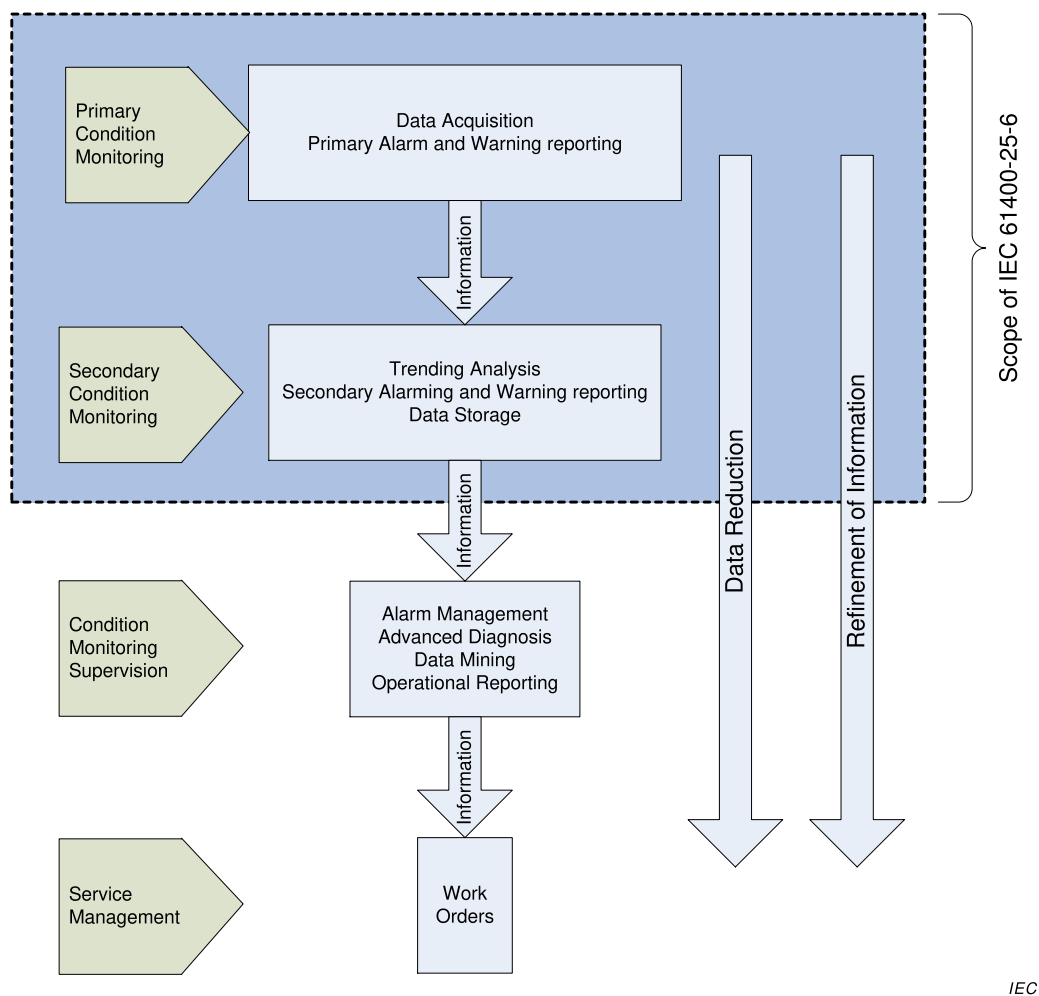 Primary
Condition
Monitoring
Data Acquisition
Primary Alarm and Warning reporting
Information
Secondary
Condition
Monitoring
Trending Analysis
Secondary Alarming and Warning reporting
Data Storage
Information
Condition
Monitoring
Supervision
Alarm Management
Advanced Diagnosis
Data Mining
Operational Reporting
Information
Service
Management
Work
Orders
Data Reduction
Refinement of Information
Scope of IEC 61400-25-6
IEC